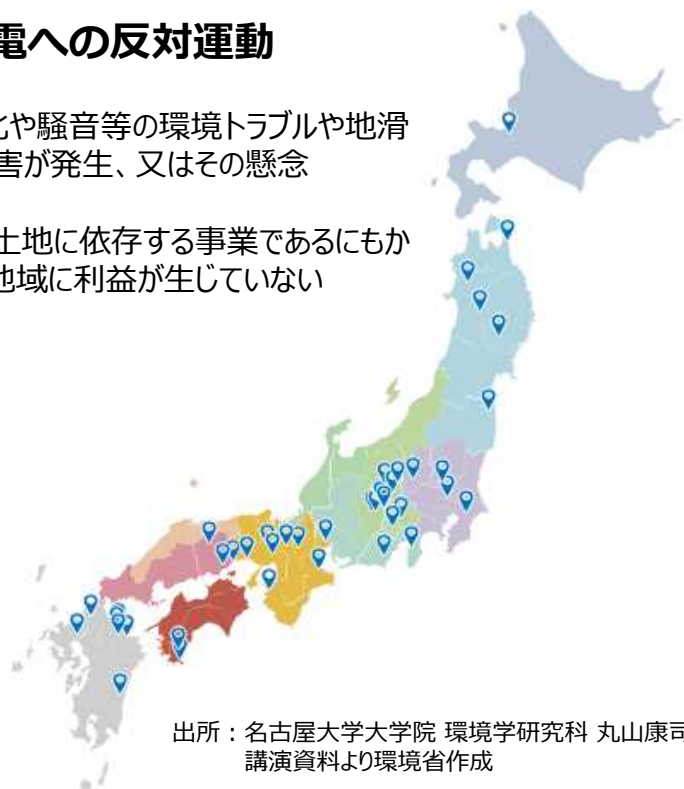 電への反対運動
化や騒音等の環境トラブルや地滑
害が発生、又はその懸念
土地に依存する事業であるにもか
地域に利益が生じていない
出所：名古屋大学大学院 環境学研究科 丸山康司
講演資料より環境省作成